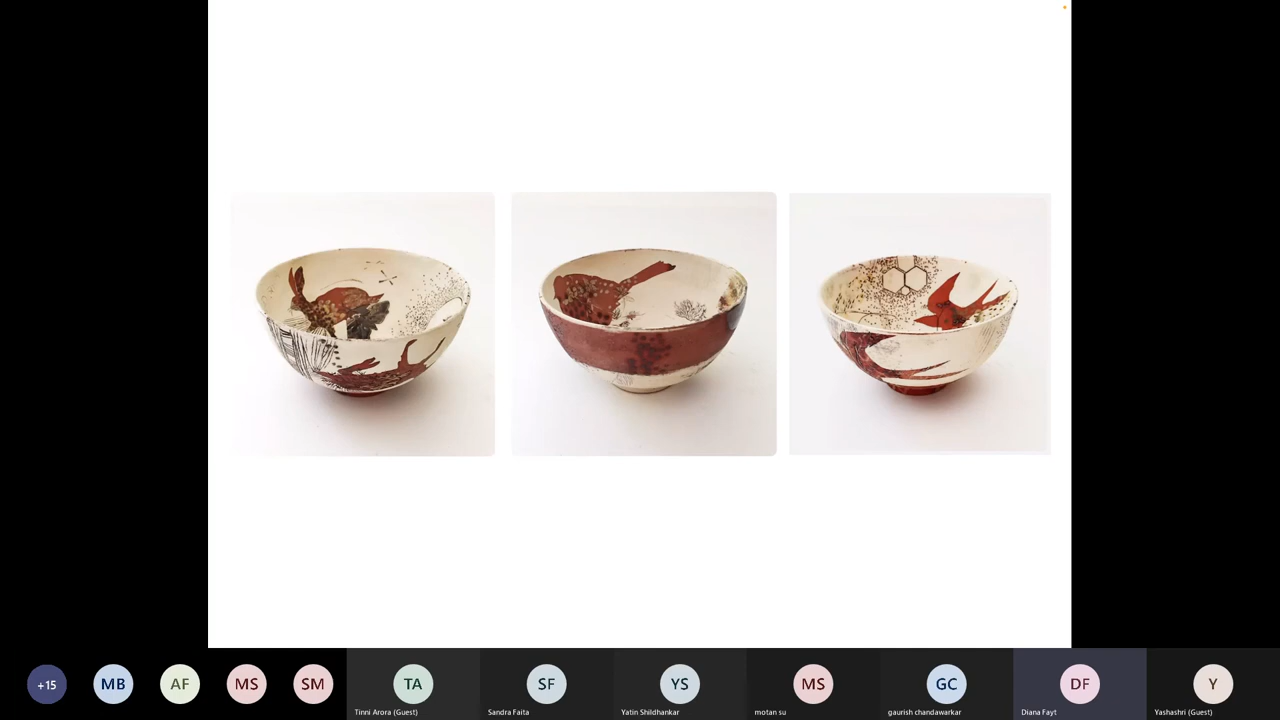 +15
MB
AF
MS
SM
TA
SF
YS
MS
GC
DF
Y
Tinni Arora (Guest)
Sandra Faita
Yatin Shildhankar
motan su
gaurish chandawarkar
Diana Fayt
Yashashri (Guest)